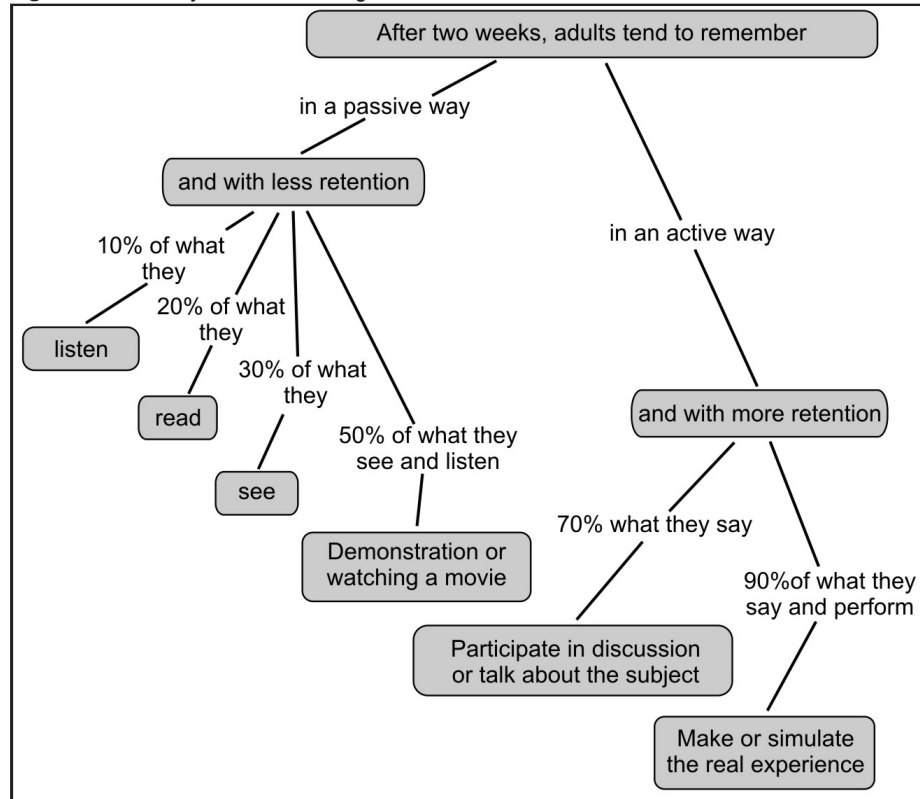 After two weeks, adults tend to remember
in a passive way
and with less retention
10% of what
they
listen
20% of what
they
read
30% of what
they
see
50% of what they
see and listen
Demonstration or
watching a movie
in an active way
and with more retention
70% what they say
Participate in discussion
or talk about the subject
90%of what they
say and perform
Make or simulate
the real experience